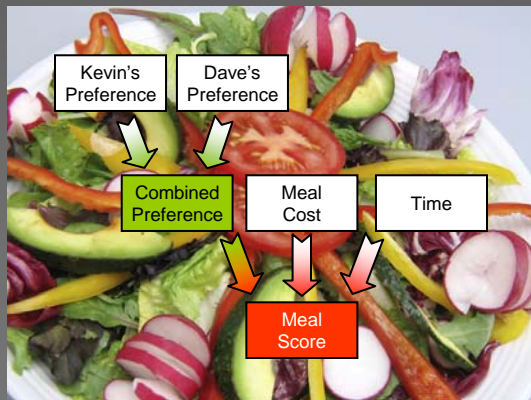 Kevin's
Preference
Dave's
Preference
Combined
Preference
Meal
Cost
Time
Meal
Score